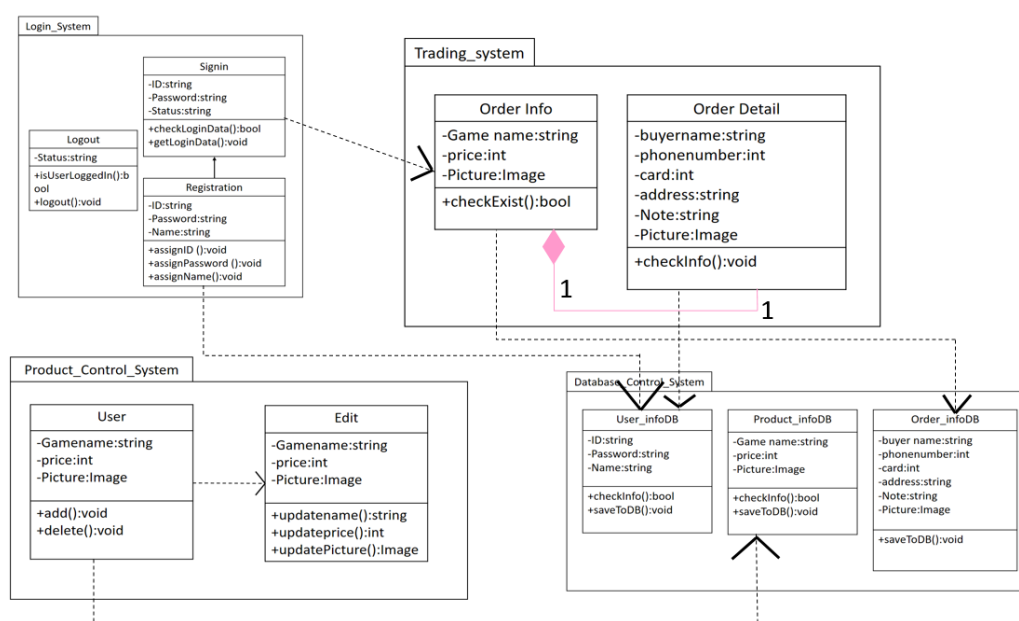 Login_System
Signin
-ID:string
-Password:string
-Status:string
+checkLoginData():bool
+getLoginData():void
Logout
-Status:string
+isUserLoggedIn():b
ool
+logout():void
Registration
-ID:string
-Password:string
-Name:string
+assignID ():void
+assignPassword ():void
+assignName():void
Trading_system
Order Info
-Game name:string
-price:int
-Picture:Image
+checkExist():bool
Order Detail
-buyername:string
-phonenumber:int
-card:int
-address:string
-Note:string
-Picture:Image
+checkInfo():void
1
1
Product_Control_System
User
-Gamename:string
-price:int
-Picture:Image
+add():void
+delete():void
Edit
-Gamename:string
-price:int
-Picture:Image
+updatename():string
+updateprice():int
+updatePicture():Image
Database_Control_System
User_infoDB
-ID:string
-Password:string
-Name:string
+checkInfo():bool
+saveToDB():void
Product_infoDB
-Game name:string
-price:int
-Picture:Image
+checkInfo():bool
+saveToDB():void
Order_infoDB
-buyer name:string
-phonenumber:int
-card:int
-address:string
-Note:string
-Picture:Image
+saveToDB():void